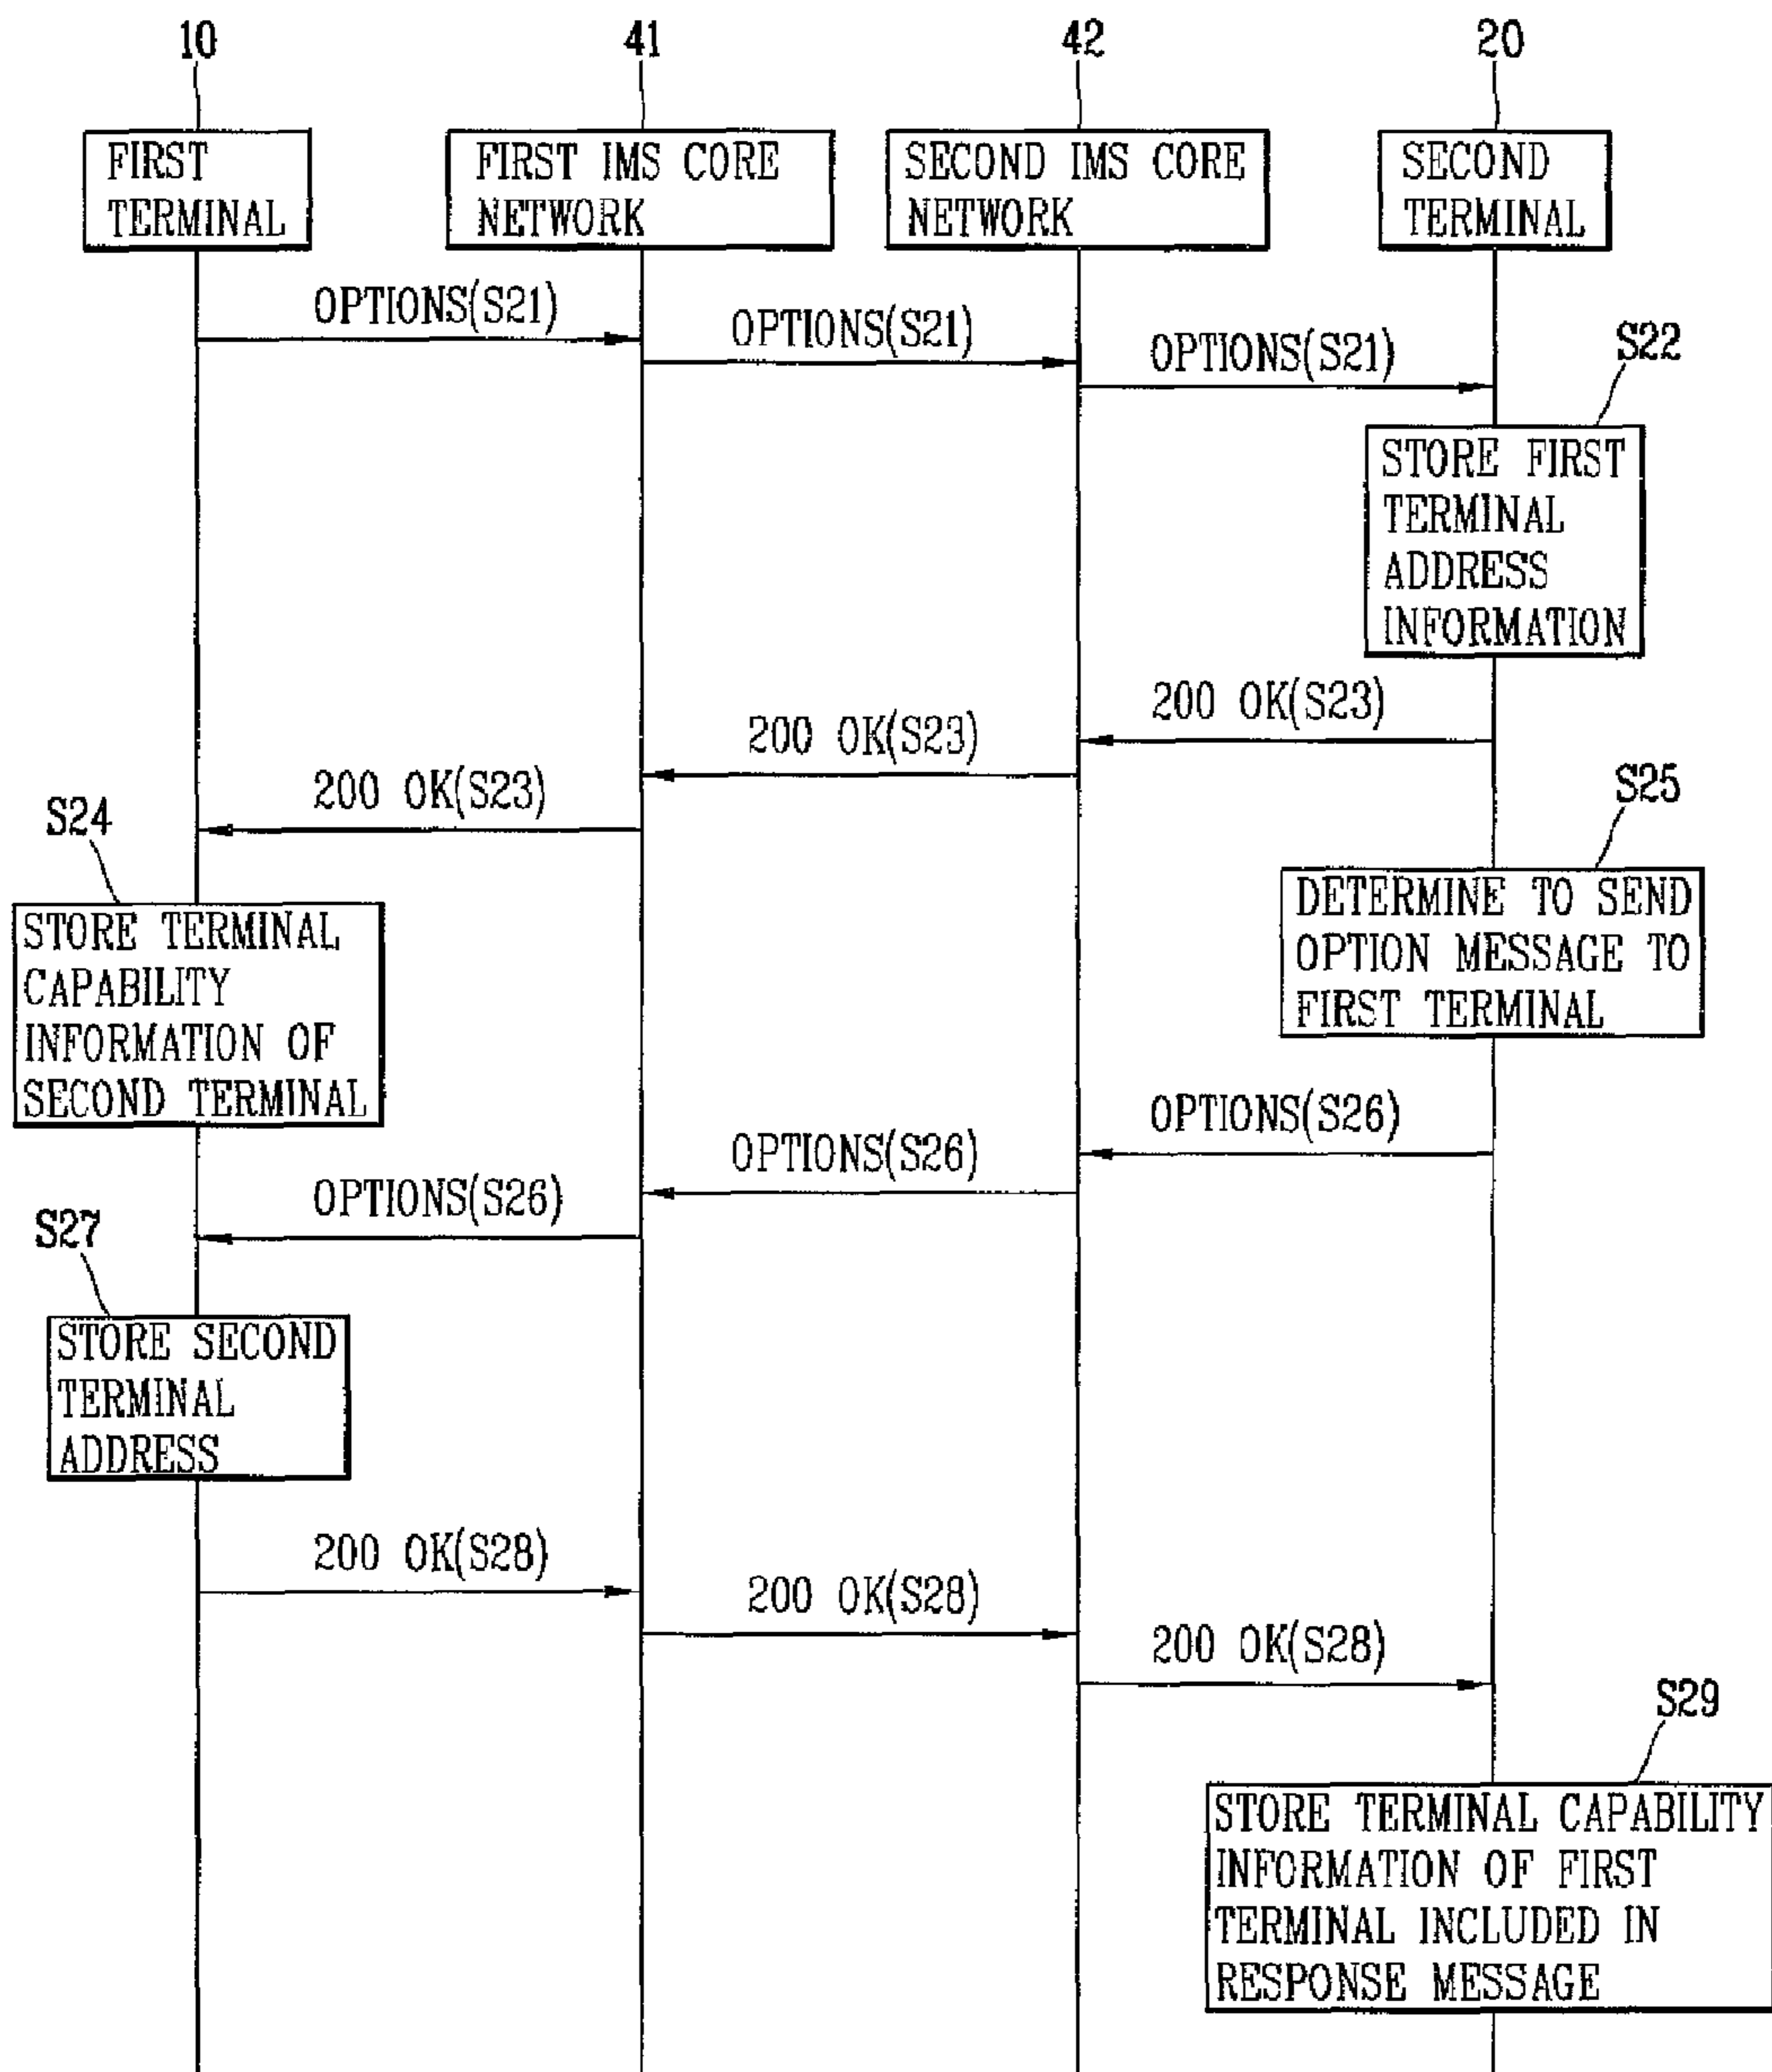 10
41
42
20
FIRST
TERMINAL
FIRST IMS CORE
NETWORK
SECOND IMS CORE
NETWORK
SECOND
TERMINAL
OPTIONS(S21)
OPTIONS(S21)
OPTIONS(S21)
S22
STORE FIRST
TERMINAL
ADDRESS
INFORMATION
200 OK(S23)
200 OK(S23)
200 OK(S23)
S24
STORE TERMINAL
CAPABILITY
INFORMATION OF
SECOND TERMINAL
S25
DETERMINE TO SEND
OPTION MESSAGE TO
FIRST TERMINAL
OPTIONS(S26)
OPTIONS(S26)
OPTIONS(S26)
S27
STORE SECOND
TERMINAL
ADDRESS
200 OK(S28)
200 OK(S28)
200 OK(S28)
S29
STORE TERMINAL CAPABILITY
INFORMATION OF FIRST
TERMINAL INCLUDED IN
RESPONSE MESSAGE